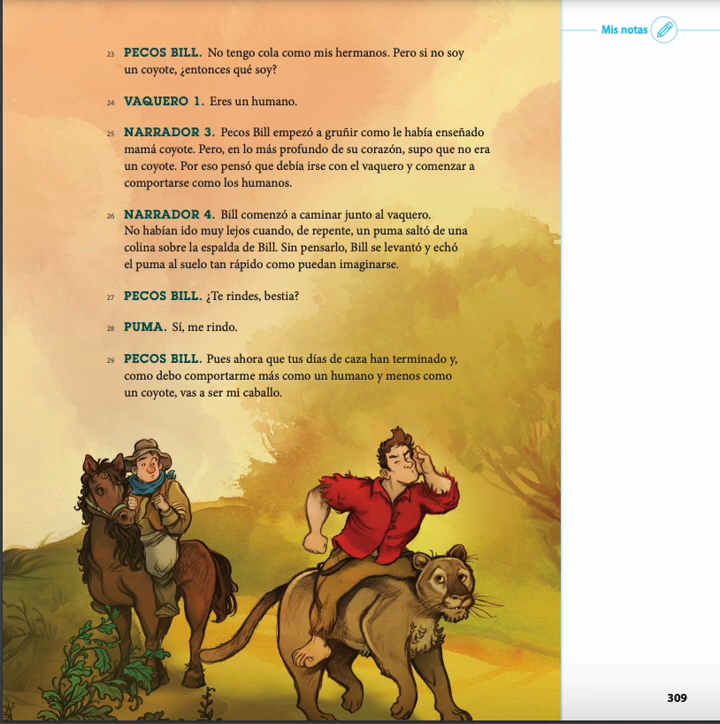 Mis notas
23 PECOS BILL. No tengo cola como mis hermanos. Pero si no soy
un coyote, ¿entonces qué soy?
24 VAQUERO 1. Eres un humano.
25 NARRADOR 3. Pecos Bill empezó a gruñir como le había enseñado
mamá coyote. Pero, en lo más profundo de su corazón, supo que no era
un coyote. Por eso pensó que debía irse con el vaquero y comenzar a
comportarse como los humanos.
26 NARRADOR 4. Bill comenzó a caminar junto al vaquero.
No habían ido muy lejos cuando, de repente, un puma saltó de una
colina sobre la espalda de Bill. Sin pensarlo, Bill se levantó y echó
el puma al suelo tan rápido como puedan imaginarse.
27 PECOS BILL. ¿Te rindes, bestia?
28 PUMA. Sí, me rindo.
29 PECOS BILL. Pues ahora que tus días de caza han terminado y,
como debo comportarme más como un humano y menos como
un coyote, vas a ser mi caballo.
309